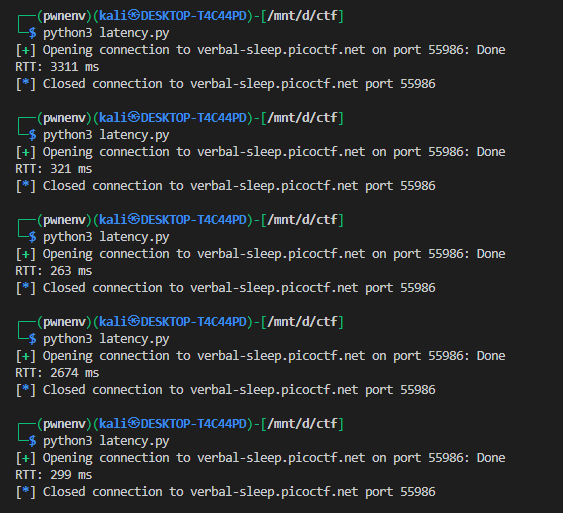 ┌──(pwnenv)(kali㉿DESKTOP-T4C44PD)-[/mnt/d/ctf]
└─$ python3 latency.py
[+] Opening connection to verbal-sleep.picoctf.net on port 55986: Done
RTT: 3311 ms
[*] Closed connection to verbal-sleep.picoctf.net port 55986
┌──(pwnenv)(kali㉿DESKTOP-T4C44PD)-[/mnt/d/ctf]
└─$ python3 latency.py
[+] Opening connection to verbal-sleep.picoctf.net on port 55986: Done
RTT: 321 ms
[*] Closed connection to verbal-sleep.picoctf.net port 55986
┌──(pwnenv)(kali㉿DESKTOP-T4C44PD)-[/mnt/d/ctf]
└─$ python3 latency.py
[+] Opening connection to verbal-sleep.picoctf.net on port 55986: Done
RTT: 263 ms
[*] Closed connection to verbal-sleep.picoctf.net port 55986
┌──(pwnenv)(kali㉿DESKTOP-T4C44PD)-[/mnt/d/ctf]
└─$ python3 latency.py
[+] Opening connection to verbal-sleep.picoctf.net on port 55986: Done
RTT: 2674 ms
[*] Closed connection to verbal-sleep.picoctf.net port 55986
┌──(pwnenv)(kali㉿DESKTOP-T4C44PD)-[/mnt/d/ctf]
└─$ python3 latency.py
[+] Opening connection to verbal-sleep.picoctf.net on port 55986: Done
RTT: 299 ms
[*] Closed connection to verbal-sleep.picoctf.net port 55986